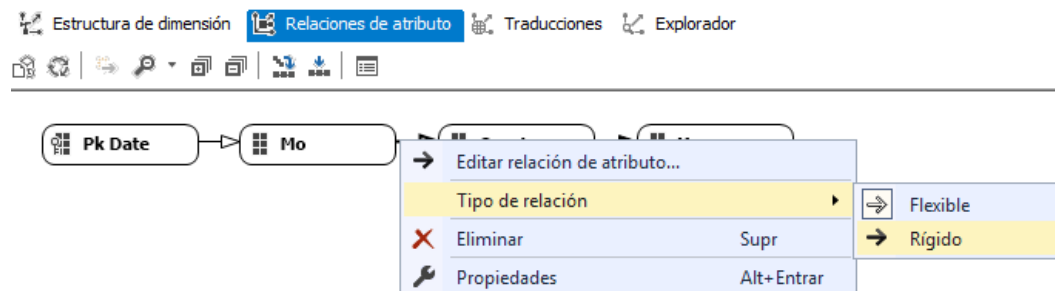 Estructura de dimensión Relaciones de atributo Traducciones Explorador
Pk Date Mo
Editar relación de atributo...
Tipo de relación Flexible
Eliminar Supr Rígido
Propiedades Alt+Entrar